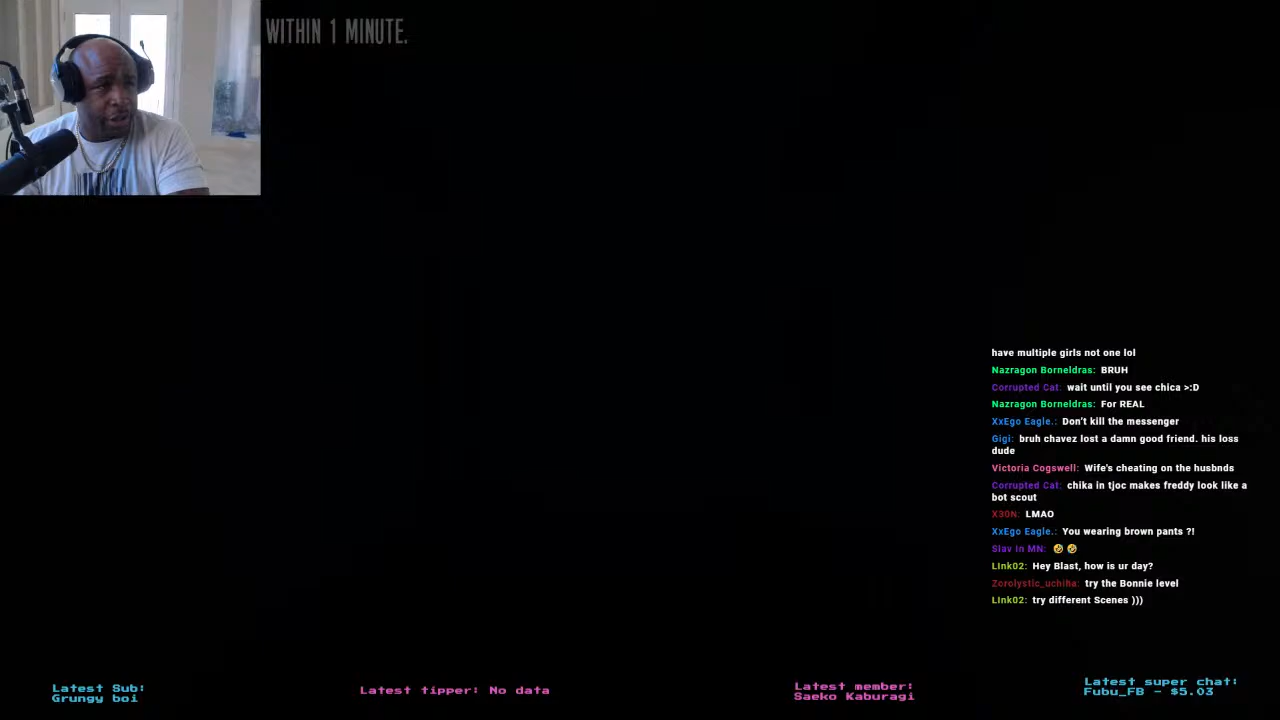 WITHIN 1 MINUTE.
have multiple girls not one lol
Nazragon Borneldras: BRUH
Corrupted Cat: wait until you see chica >:D
Nazragon Borneldras: For REAL
XxEgo Eagle.: Don't kill the messenger
Gigi: bruh chavez lost a damn good friend. his loss
dude
Victoria Cogswell: Wife's cheating on the husbnds
Corrupted Cat: chika in tjoc makes freddy look like a
bot scout
X30N: LMAO
XxEgo Eagle.: You wearing brown pants ?!
Slav in MN: 🤣 🤣
LInk02: Hey Blast, how is ur day?
Zorolystic_uchiha: try the Bonnie level
LInk02: try different Scenes )))
Latest Sub:
Grungy boi
Latest tipper: No data
Latest member:
Saeko Kaburagi
Latest super chat:
Fubu_FB - $5.03